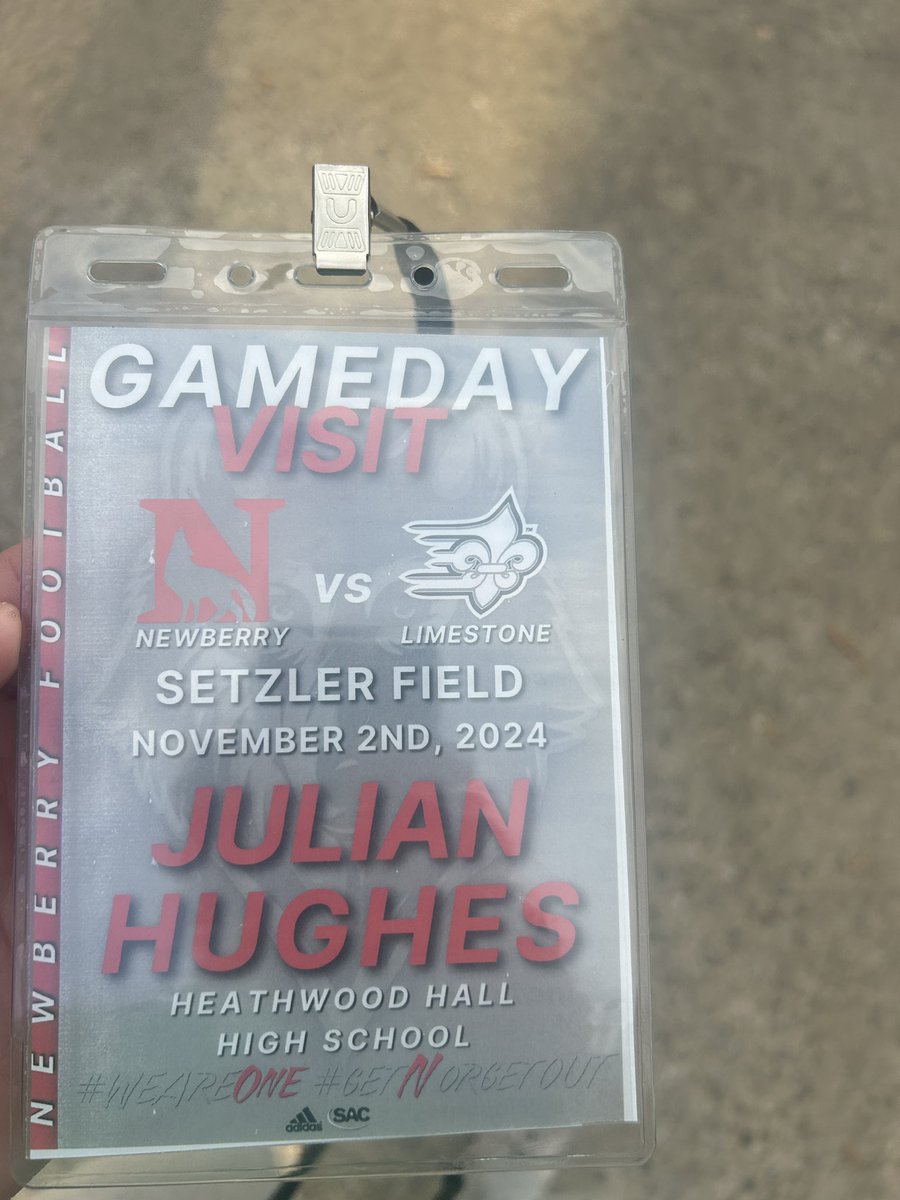 GAMEDAY
VISIT
N
NEWBERRY
VS
LIMESTONE
SETZLER FIELD
NOVEMBER 2ND, 2024
JULIAN
HUGHES
HEATHWOOD HALL
HIGH SCHOOL
#WEAREONE #GETNORGETOUT
adidas SAC
NEWBERRY FOOTBALL